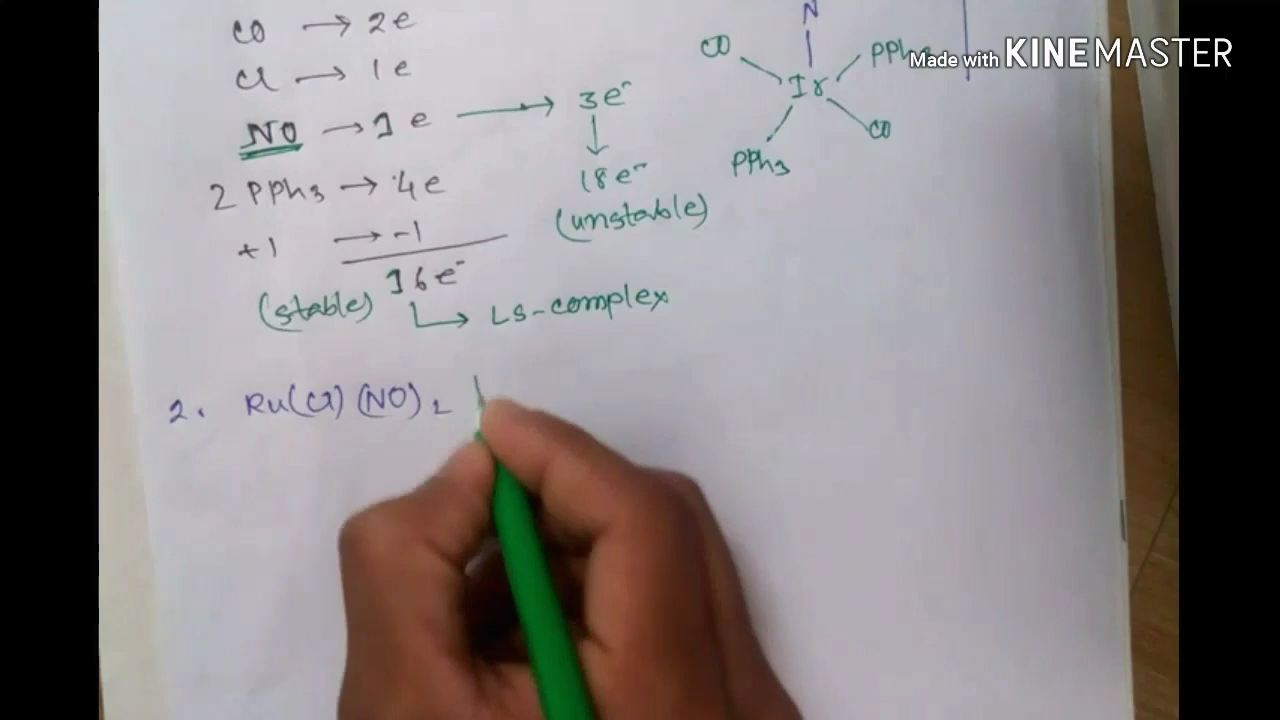 CO → 2e
Cl → 1e
NO → 1 e → 3e⁻
↓
2 PPh₃ → 4e
18e⁻
(unstable)
+1 → -1
16e⁻
(stable)
↳ LS-complex
N
CO
PPh₃
Ir
CO
PPh₃
2. Ru(Cl) (NO)₂
Made with KINEMASTER